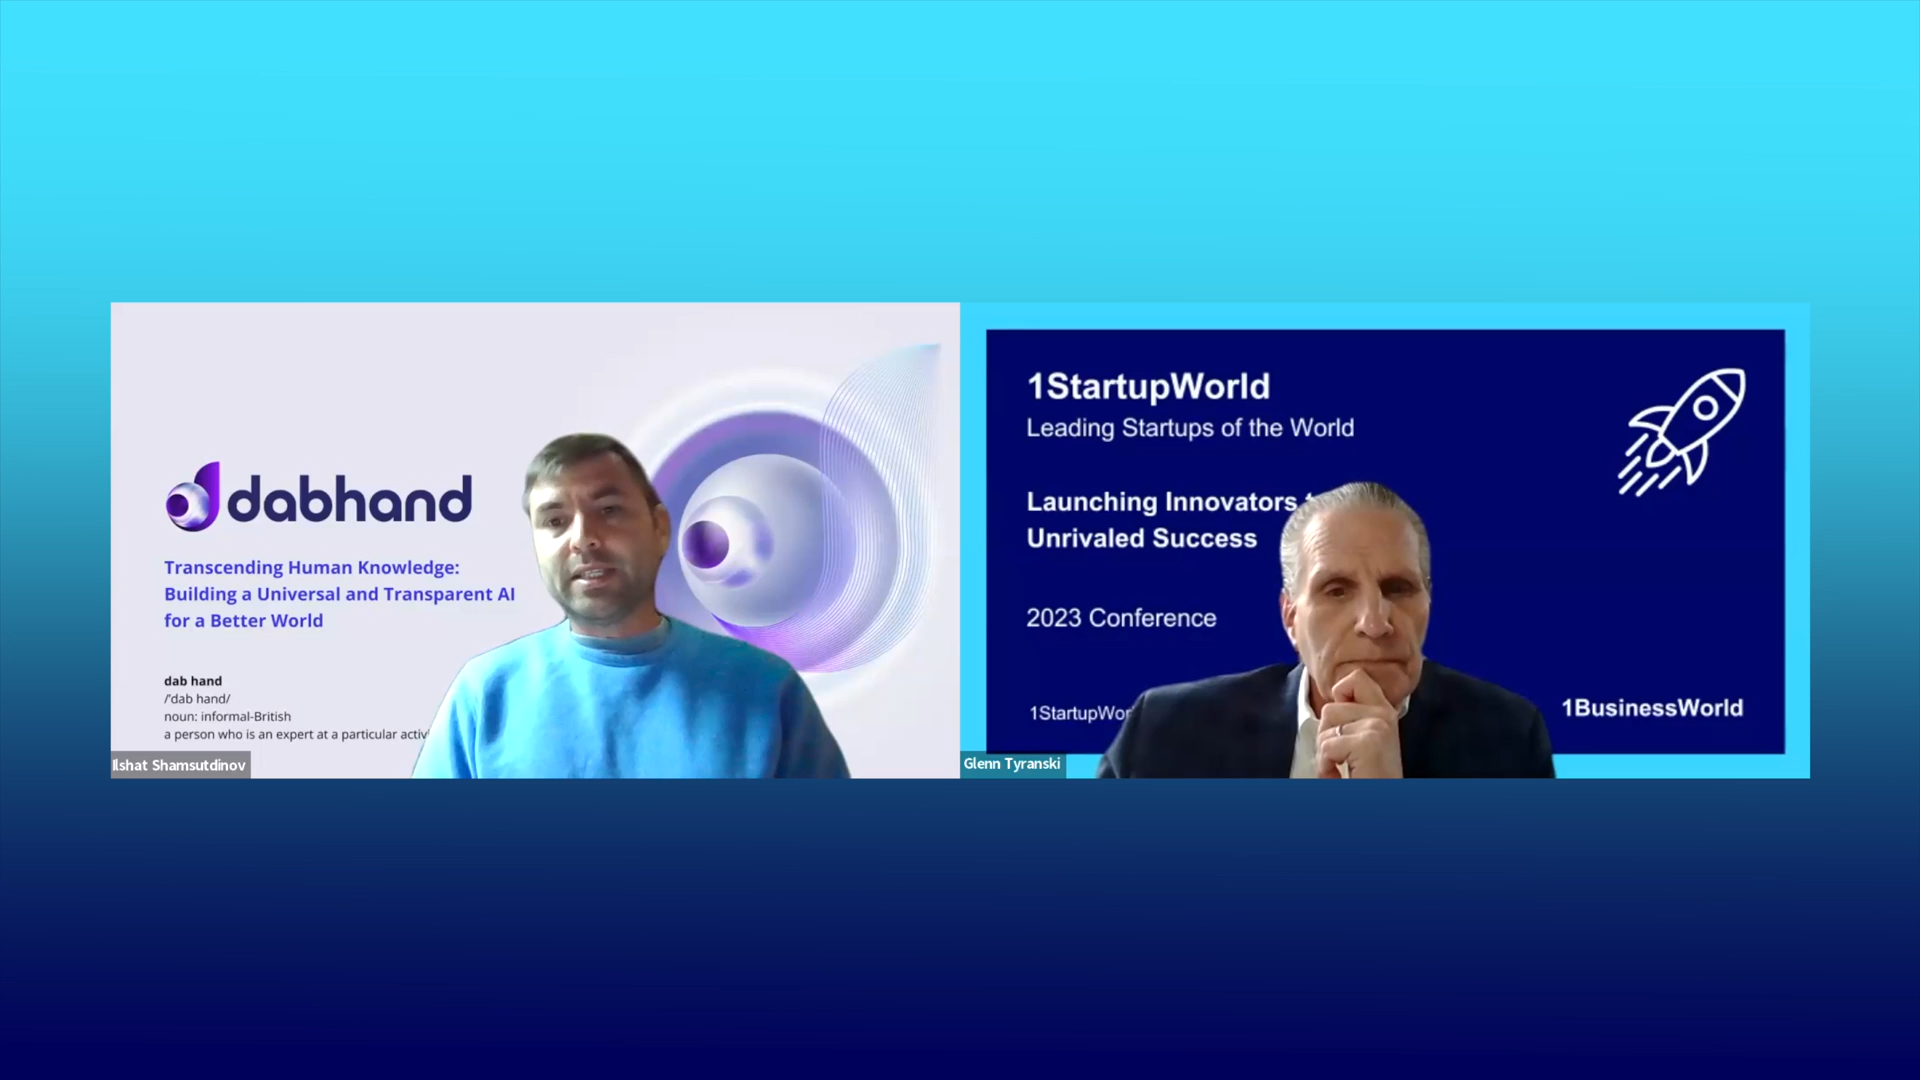 dabhand
Transcending Human Knowledge:
Building a Universal and Transparent AI
for a Better World
dab hand
/'dab hand/
noun: informal-British
a person who is an expert at a particular activ
Ilshat Shamsutdinov
1StartupWorld
Leading Startups of the World
Launching Innovators
Unrivaled Success
2023 Conference
1StartupWor
1BusinessWorld
Glenn Tyranski